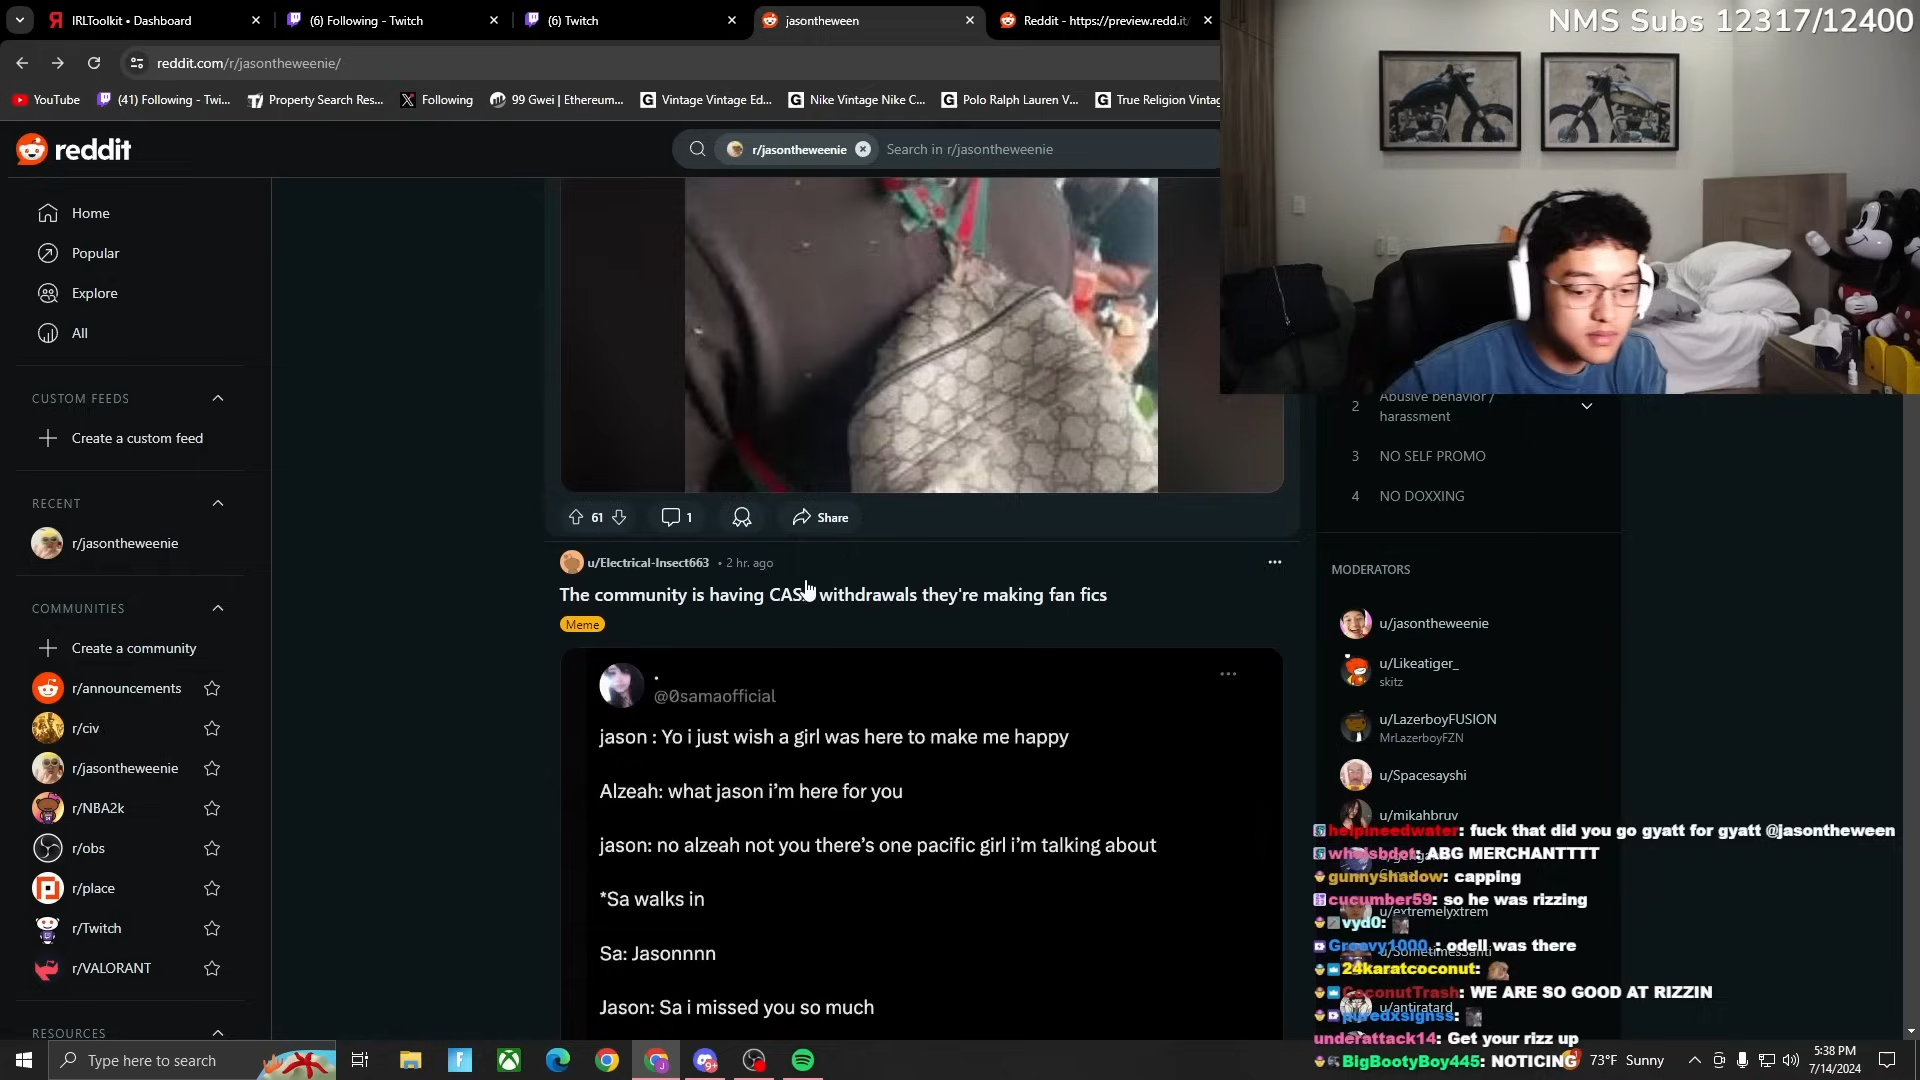 IRLToolkit • Dashboard
(6) Following - Twitch
(6) Twitch
jasontheween
Reddit - https://preview.redd.it/
NMS Subs 12317/12400
reddit.com/r/jasontheweenie/
YouTube
(41) Following - Twi...
Property Search Res...
Following
99 Gwei | Ethereum...
Vintage Vintage Ed...
Nike Vintage Nike C...
Polo Ralph Lauren V...
True Religion Vintag
reddit
r/jasontheweenie
Search in r/jasontheweenie
Home
Popular
Explore
All
CUSTOM FEEDS
Create a custom feed
RECENT
r/jasontheweenie
COMMUNITIES
Create a community
r/announcements
r/civ
r/jasontheweenie
r/NBA2k
r/obs
r/place
r/Twitch
r/VALORANT
RESOURCES
61
1
Share
u/Electrical-Insect663 • 2 hr. ago
The community is having withdrawals they're making fan fics
Meme
.
@0samaofficial
jason : Yo i just wish a girl was here to make me happy
Alzeah: what jason i'm here for you
jason: no alzeah not you there's one pacific girl i'm talking about
*Sa walks in
Sa: Jasonnnn
Jason: Sa i missed you so much
2 Abusive behavior /
harassment
3 NO SELF PROMO
4 NO DOXXING
MODERATORS
u/jasontheweenie
u/Likeatiger_
skitz
u/LazerboyFUSION
MrLazerboyFZN
u/Spacesayshi
u/mikahbruv
u/extremelyxtrem
u/SometimesSanti
u/antiratard
helpineedwater: fuck that did you go gyatt for gyatt @jasontheween
whoisbdot: ABG MERCHANTTTT
gunnyshadow: capping
cucumber59: so he was rizzing
vyd0:
Groovy1000_: odell was there
24karatcoconut:
CoconutTrash: WE ARE SO GOOD AT RIZZIN
underattack14: Get your rizz up
BigBootyBoy445: NOTICING
Type here to search
9+
73°F Sunny
5:38 PM
7/14/2024